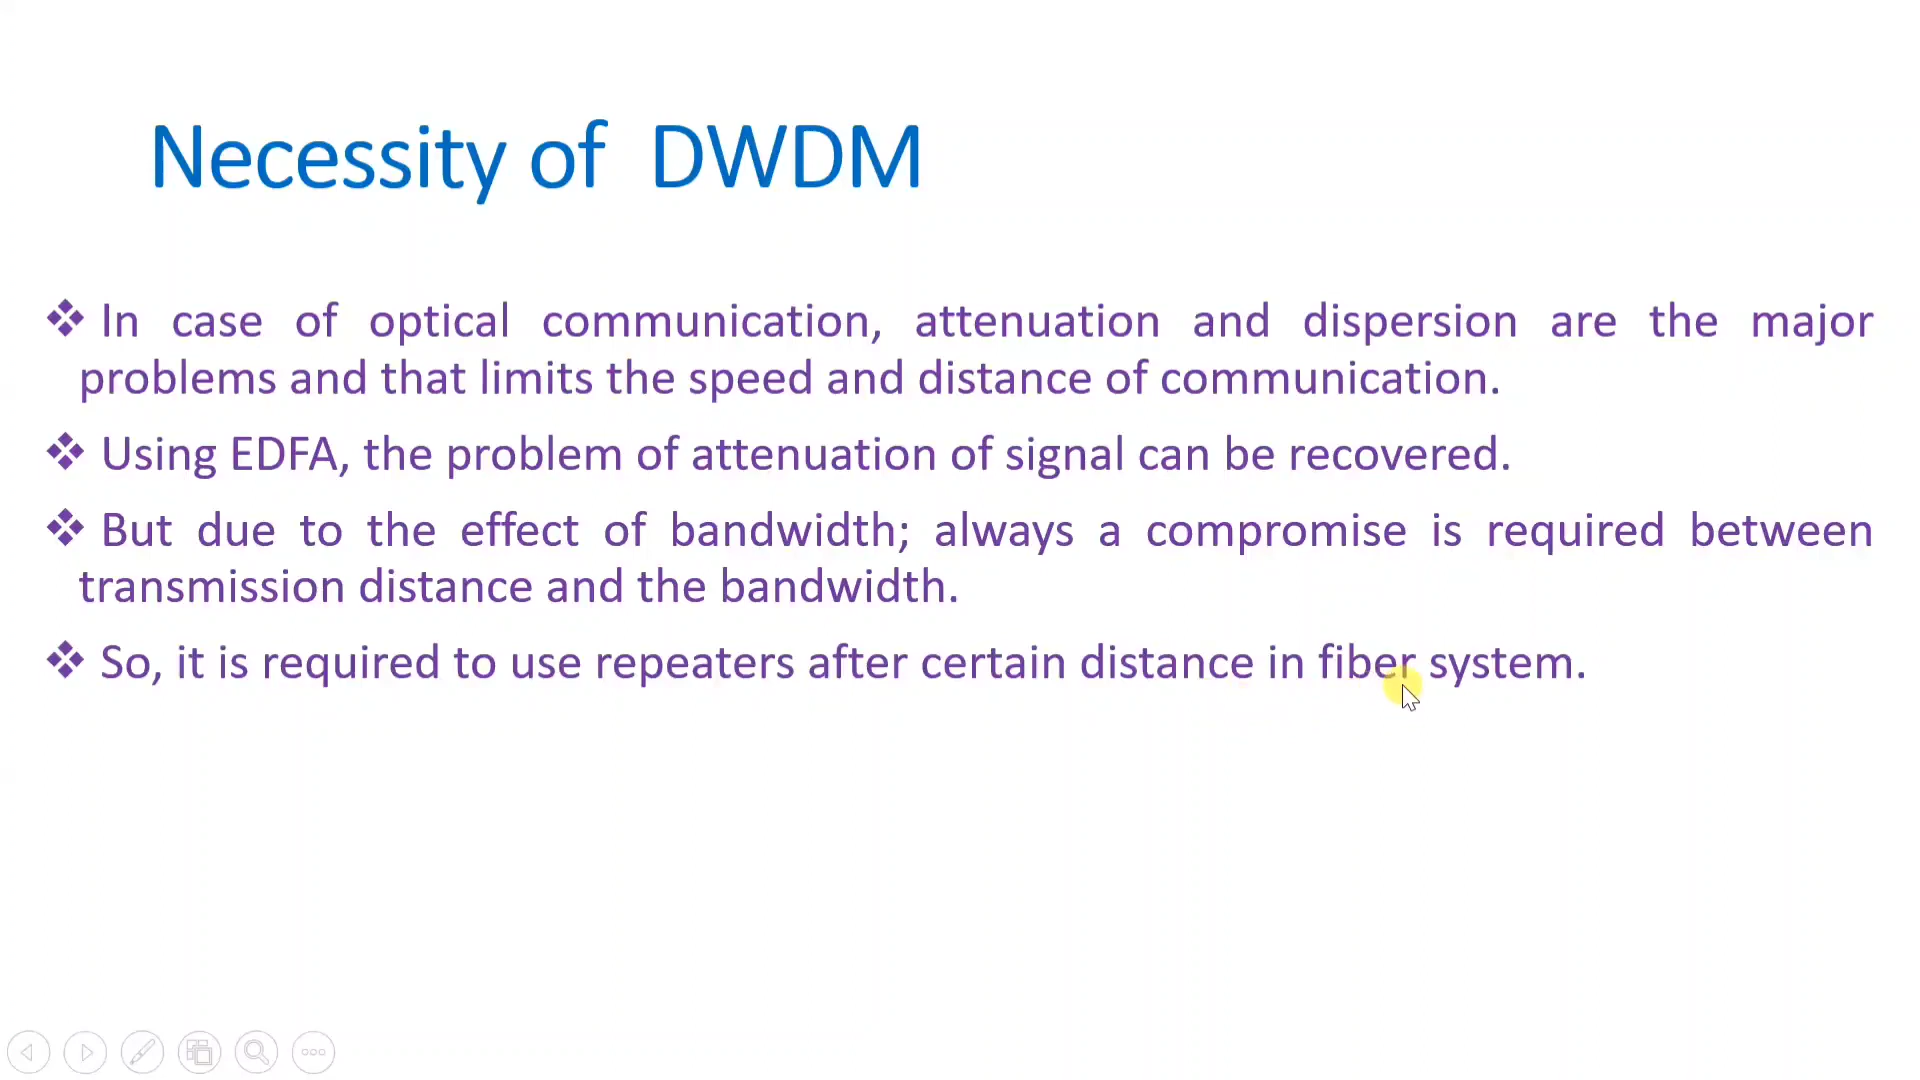 Necessity of DWDM
In case of optical communication, attenuation and dispersion are the major
problems and that limits the speed and distance of communication.
Using EDFA, the problem of attenuation of signal can be recovered.
But due to the effect of bandwidth; always a compromise is required between
transmission distance and the bandwidth.
So, it is required to use repeaters after certain distance in fiber system.